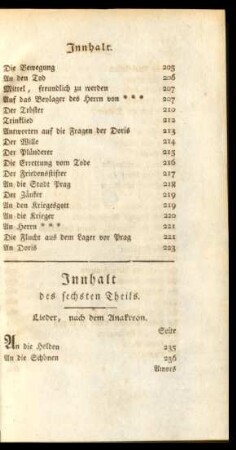 Innhalt.
Die Bewegung 205
An den Tod 206
Mittel, freundlich zu werden 207
Auf das Beylager des Herrn von *** 207
Der Tröster 210
Trinklied 212
Antworten auf die Fragen der Doris 213
Der Wille 214
Der Plünderer 215
Die Errettung vom Tode 216
Der Friedensstifter 217
An die Stadt Prag 218
Der Zänker 219
An den Kriegesgott 219
An die Krieger 220
An Herrn *** 221
Die Flucht aus dem Lager vor Prag 221
An Doris 223
Innhalt
des sechsten Theils.
Lieder, nach dem Anakreon.
Seite
An die Helden 235
An die Schönen 236
Amors